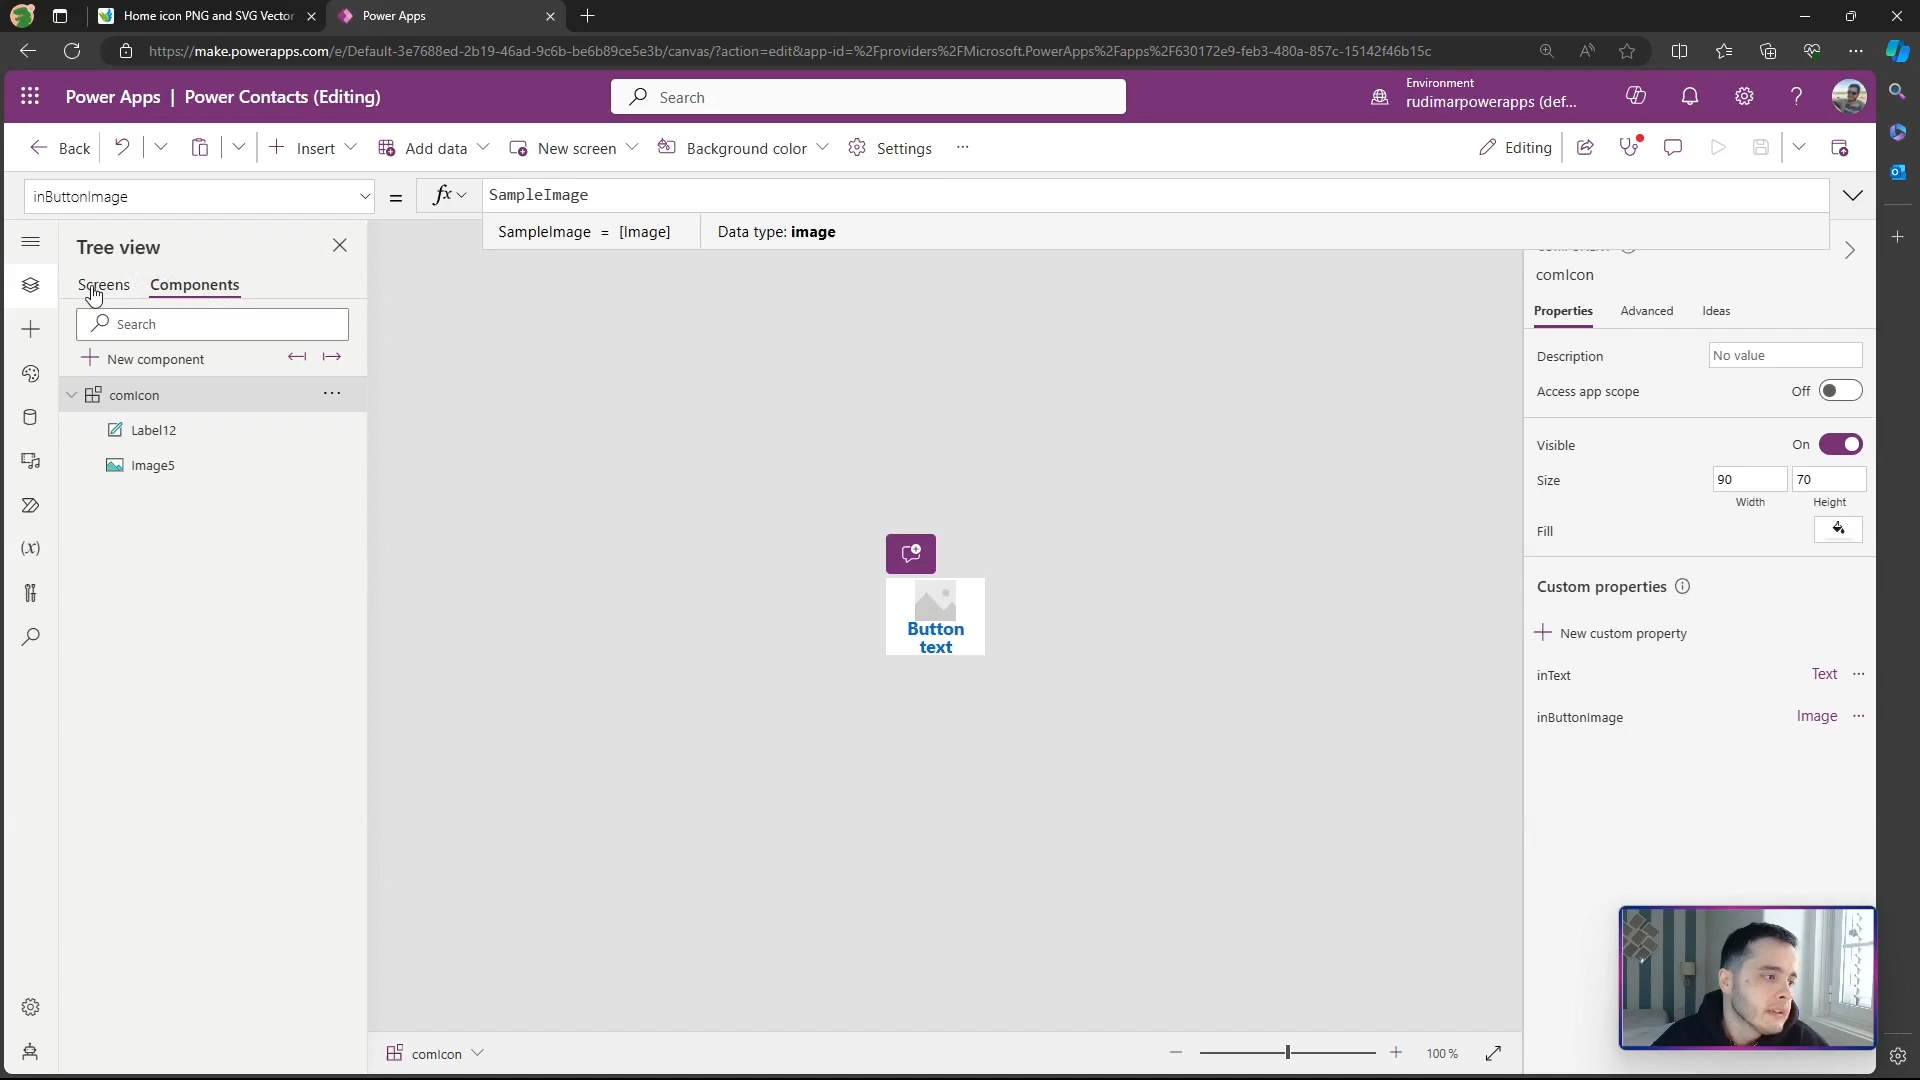 Home icon PNG and SVG Vector
Power Apps
https://make.powerapps.com/e/Default-3e7688ed-2b19-46ad-9c6b-be6b89ce5e3b/canvas/?action=edit&app-id=%2Fproviders%2FMicrosoft.PowerApps%2Fapps%2F630172e9-feb3-480a-857c-15142f46b15c
Power Apps | Power Contacts (Editing)
Search
Environment
rudimarpowerapps (def...
Back
Insert
Add data
New screen
Background color
Settings
Editing
inButtonImage
=
fx
SampleImage
SampleImage = [Image]
Data type: image
Tree view
Screens
Components
Search
New component
comIcon
Label12
Image5
Button
text
comIcon
Properties
Advanced
Ideas
Description
No value
Access app scope
Off
Visible
On
Size
90
70
Width
Height
Fill
Custom properties
New custom property
inText
Text
inButtonImage
Image
comIcon
100 %